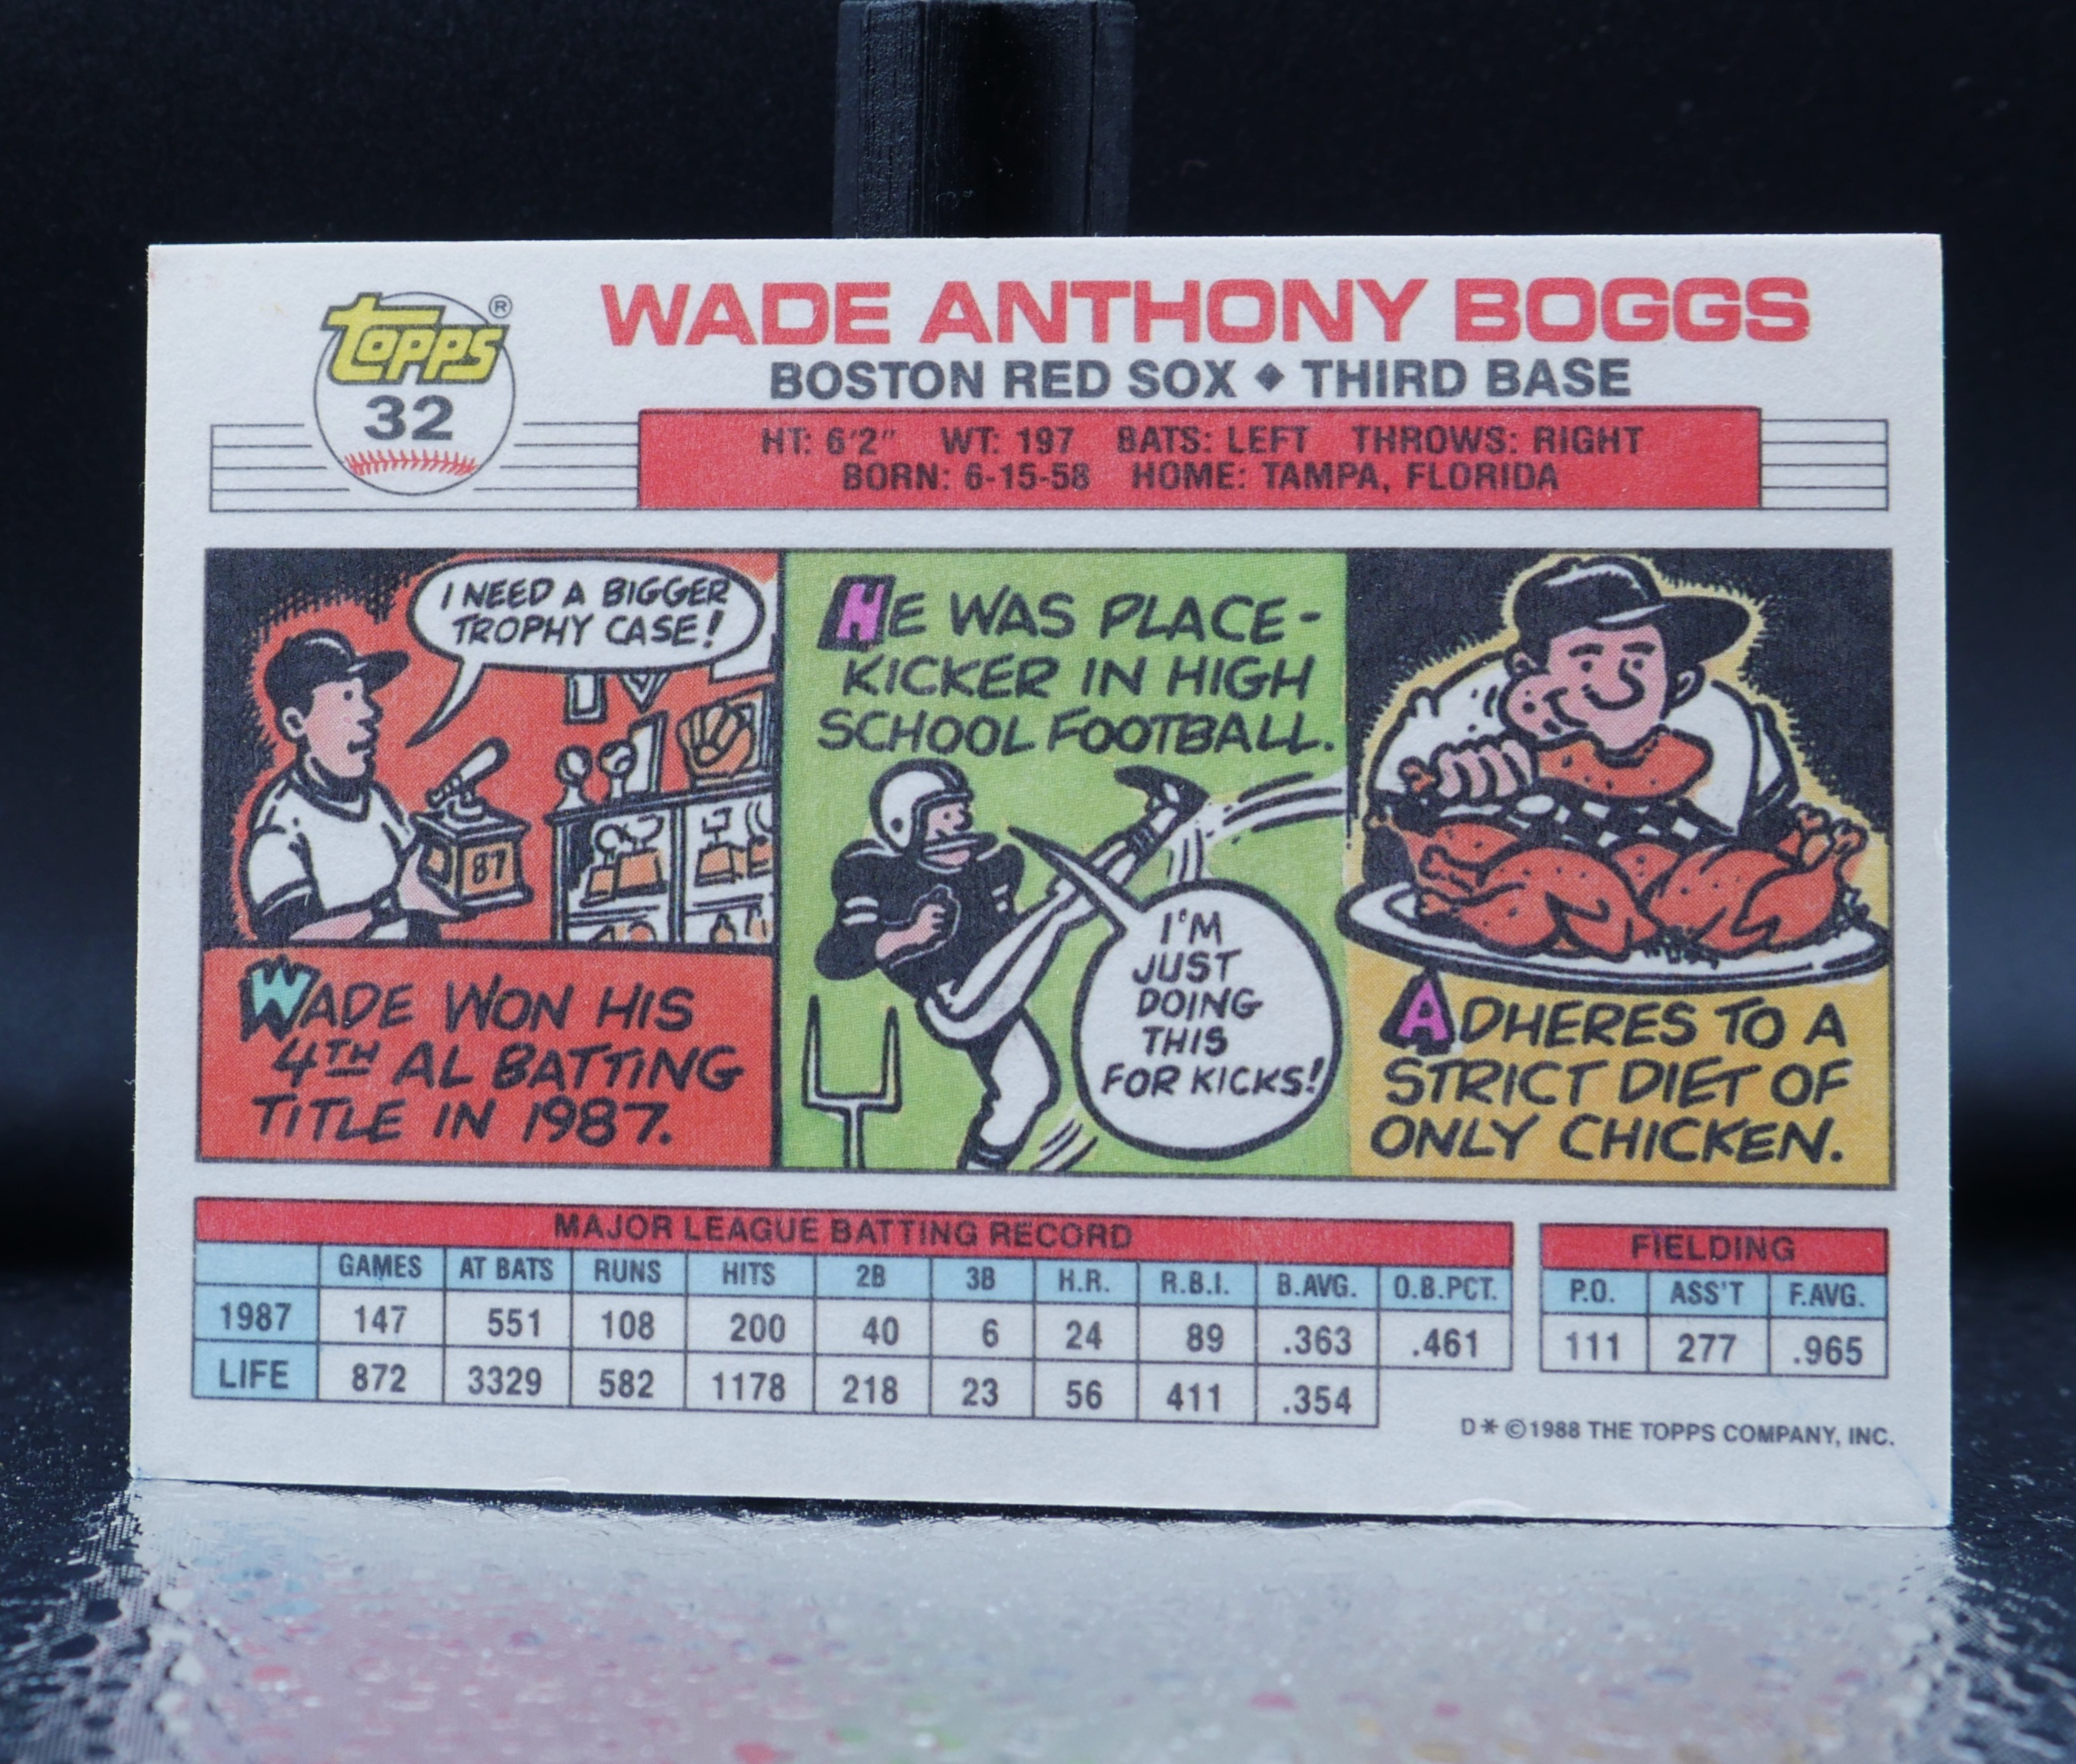 topps®
32
WADE ANTHONY BOGGS
BOSTON RED SOX ◆ THIRD BASE
HT: 6'2" WT: 197 BATS: LEFT THROWS: RIGHT
BORN: 6-15-58 HOME: TAMPA, FLORIDA
I NEED A BIGGER
TROPHY CASE!
87
WADE WON HIS
4TH AL BATTING
TITLE IN 1987.
HE WAS PLACE-
KICKER IN HIGH
SCHOOL FOOTBALL.
I'M
JUST
DOING
THIS
FOR KICKS!
ADHERES TO A
STRICT DIET OF
ONLY CHICKEN.
MAJOR LEAGUE BATTING RECORD
GAMES AT BATS RUNS HITS 2B 3B H.R. R.B.I. B.AVG. O.B.PCT.
1987 147 551 108 200 40 6 24 89 .363 .461
LIFE 872 3329 582 1178 218 23 56 411 .354
FIELDING
P.O. ASS'T F.AVG.
111 277 .965
D* ©1988 THE TOPPS COMPANY, INC.